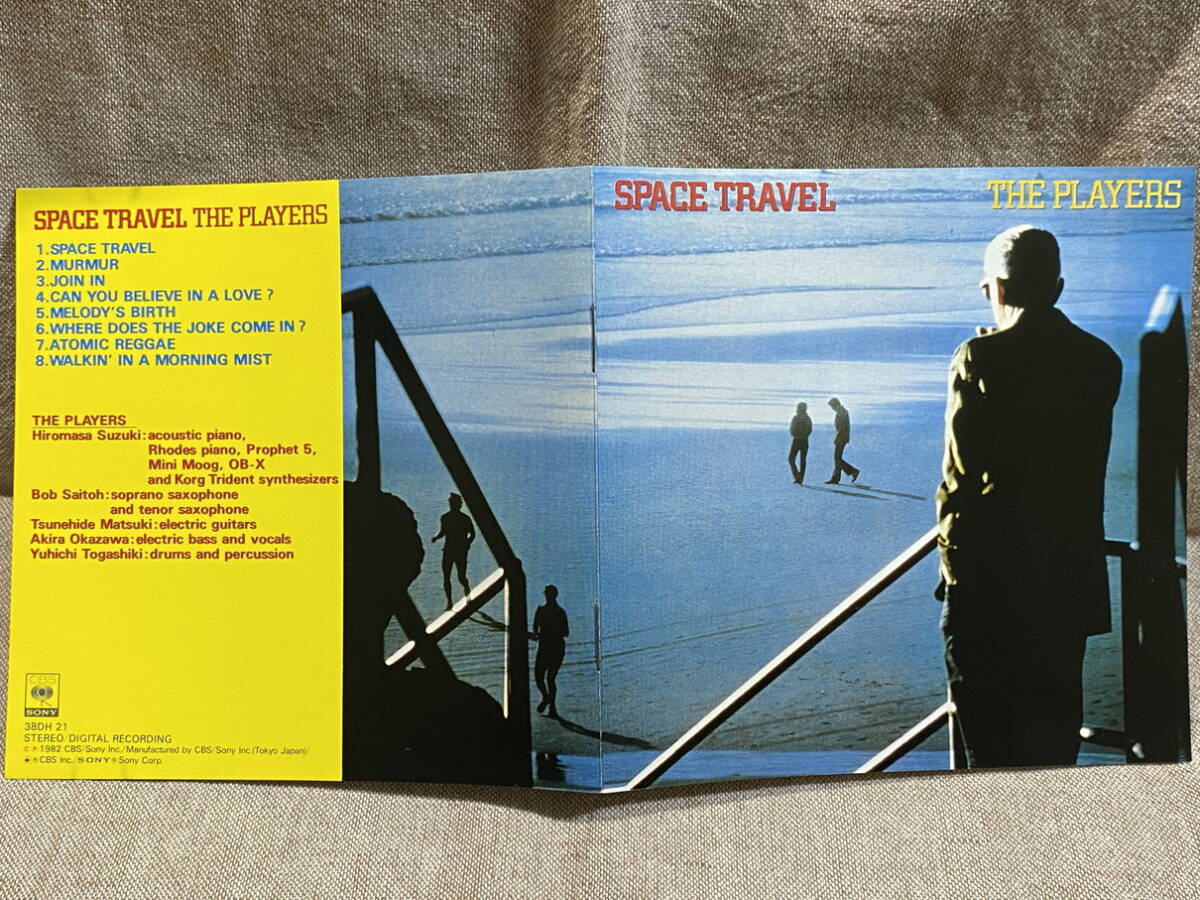 SPACE TRAVEL THE PLAYERS
1.SPACE TRAVEL
2.MURMUR
3.JOIN IN
4.CAN YOU BELIEVE IN A LOVE ?
5.MELODY'S BIRTH
6.WHERE DOES THE JOKE COME IN ?
7.ATOMIC REGGAE
8.WALKIN' IN A MORNING MIST
THE PLAYERS
Hiromasa Suzuki:acoustic piano,
Rhodes piano, Prophet 5,
Mini Moog, OB-X
and Korg Trident synthesizers
Bob Saitoh:soprano saxophone
and tenor saxophone
Tsunehide Matsuki:electric guitars
Akira Okazawa:electric bass and vocals
Yuhichi Togashiki:drums and percussion
CBS
SONY
38DH 21
STEREO/DIGITAL RECORDING
© ℗ 1982 CBS/Sony Inc./Manufactured by CBS/Sony Inc.(Tokyo Japan)/
®CBS Inc./SONY®Sony Corp.
SPACE TRAVEL
THE PLAYERS